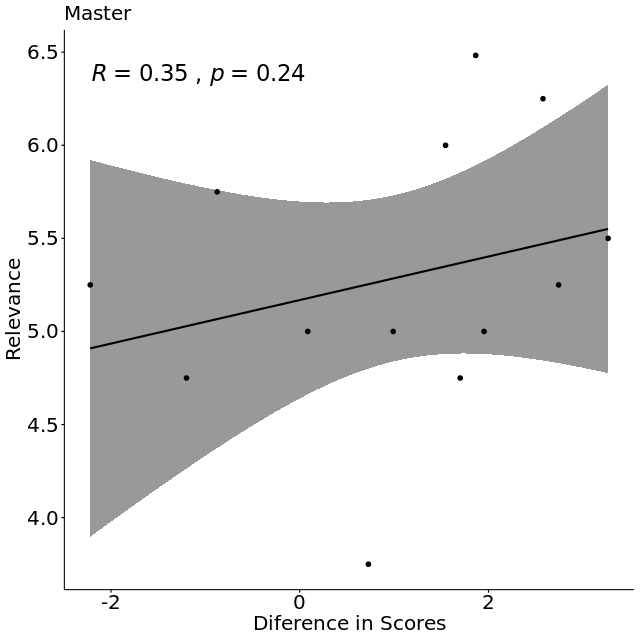 Master
R = 0.35 , p = 0.24
6.5
6.0
5.5
5.0
4.5
4.0
Relevance
-2 0 2
Diference in Scores